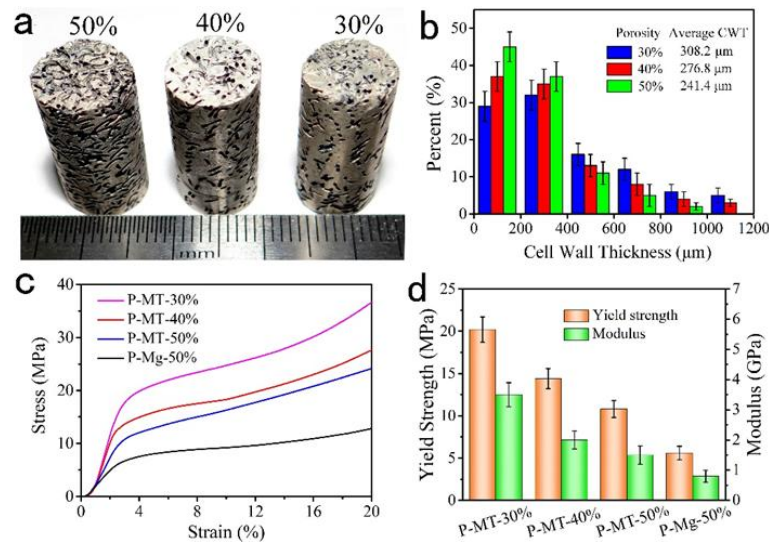 a
50% 40% 30%
mm
b
50
40
30
20
10
0
Percent (%)
Porosity Average CWT
30% 308.2 μm
40% 276.8 μm
50% 241.4 μm
0 200 400 600 800 1000 1200
Cell Wall Thickness (μm)
c
40
30
20
10
0
Stress (MPa)
P-MT-30%
P-MT-40%
P-MT-50%
P-Mg-50%
0 4 8 12 16 20
Strain (%)
d
25
20
15
10
5
0
Yield Strength (MPa)
Yield strength
Modulus
7
6
5
4
3
2
1
0
Modulus (GPa)
P-MT-30% P-MT-40% P-MT-50% P-Mg-50%